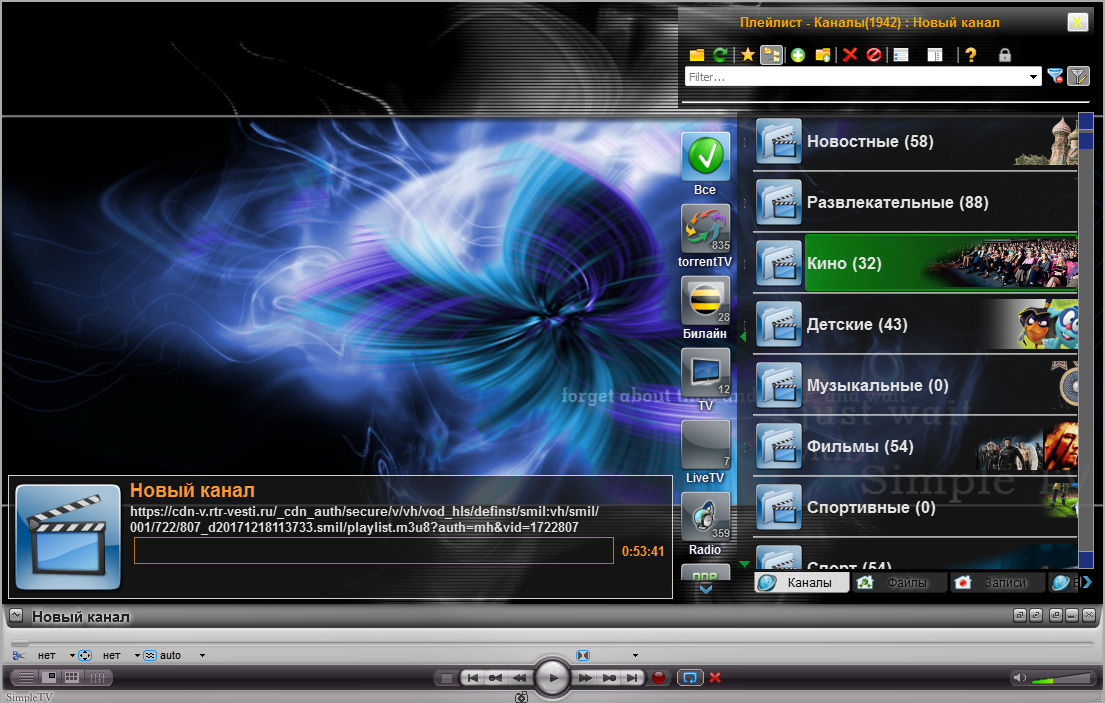 Плейлист - Каналы(1942) : Новый канал
Filter...
Все
835
torrentTV
28
Билайн
12
TV
7
LiveTV
359
Radio
Новостные (58)
Развлекательные (88)
Кино (32)
Детские (43)
Музыкальные (0)
Фильмы (54)
Спортивные (0)
Спорт (54)
forget about
and wait
just wait
Simple TV
Новый канал
https://cdn-v.rtr-vesti.ru/_cdn_auth/secure/v/vh/vod_hls/definst/smil:vh/smil/
001/722/807_d20171218113733.smil/playlist.m3u8?auth=mh&vid=1722807
0:53:41
Каналы
Файлы
Записи
Новый канал
нет
нет
auto
SimpleTV